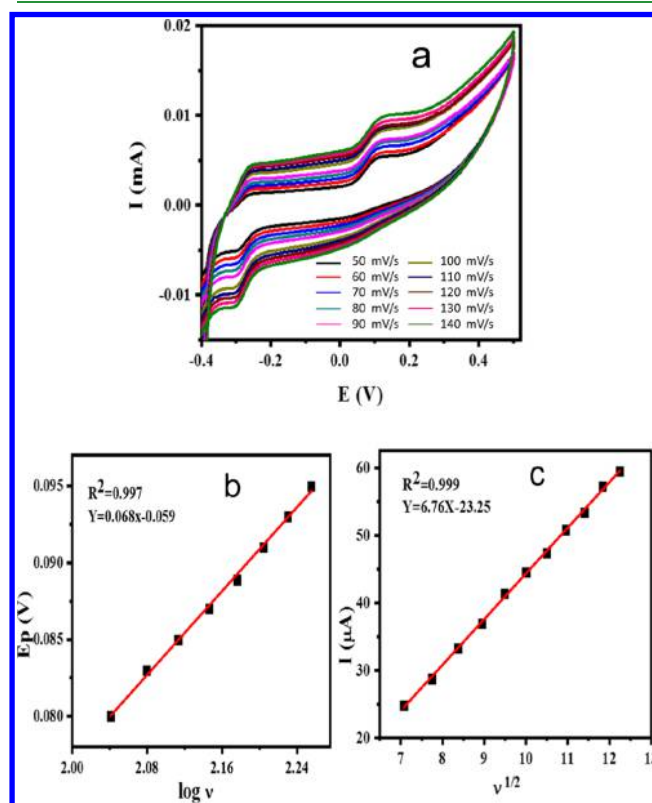 a
0.02
0.01
0.00
-0.01
I (mA)
50 mV/s 100 mV/s
60 mV/s 110 mV/s
70 mV/s 120 mV/s
80 mV/s 130 mV/s
90 mV/s 140 mV/s
-0.4 -0.2 0.0 0.2 0.4
E (V)
b
R²=0.997
Y=0.068x-0.059
0.095
0.090
0.085
0.080
Ep (V)
2.00 2.08 2.16 2.24
log ν
c
R²=0.999
Y=6.76X-23.25
60
50
40
30
20
I (μA)
7 8 9 10 11 12 13
ν1/2